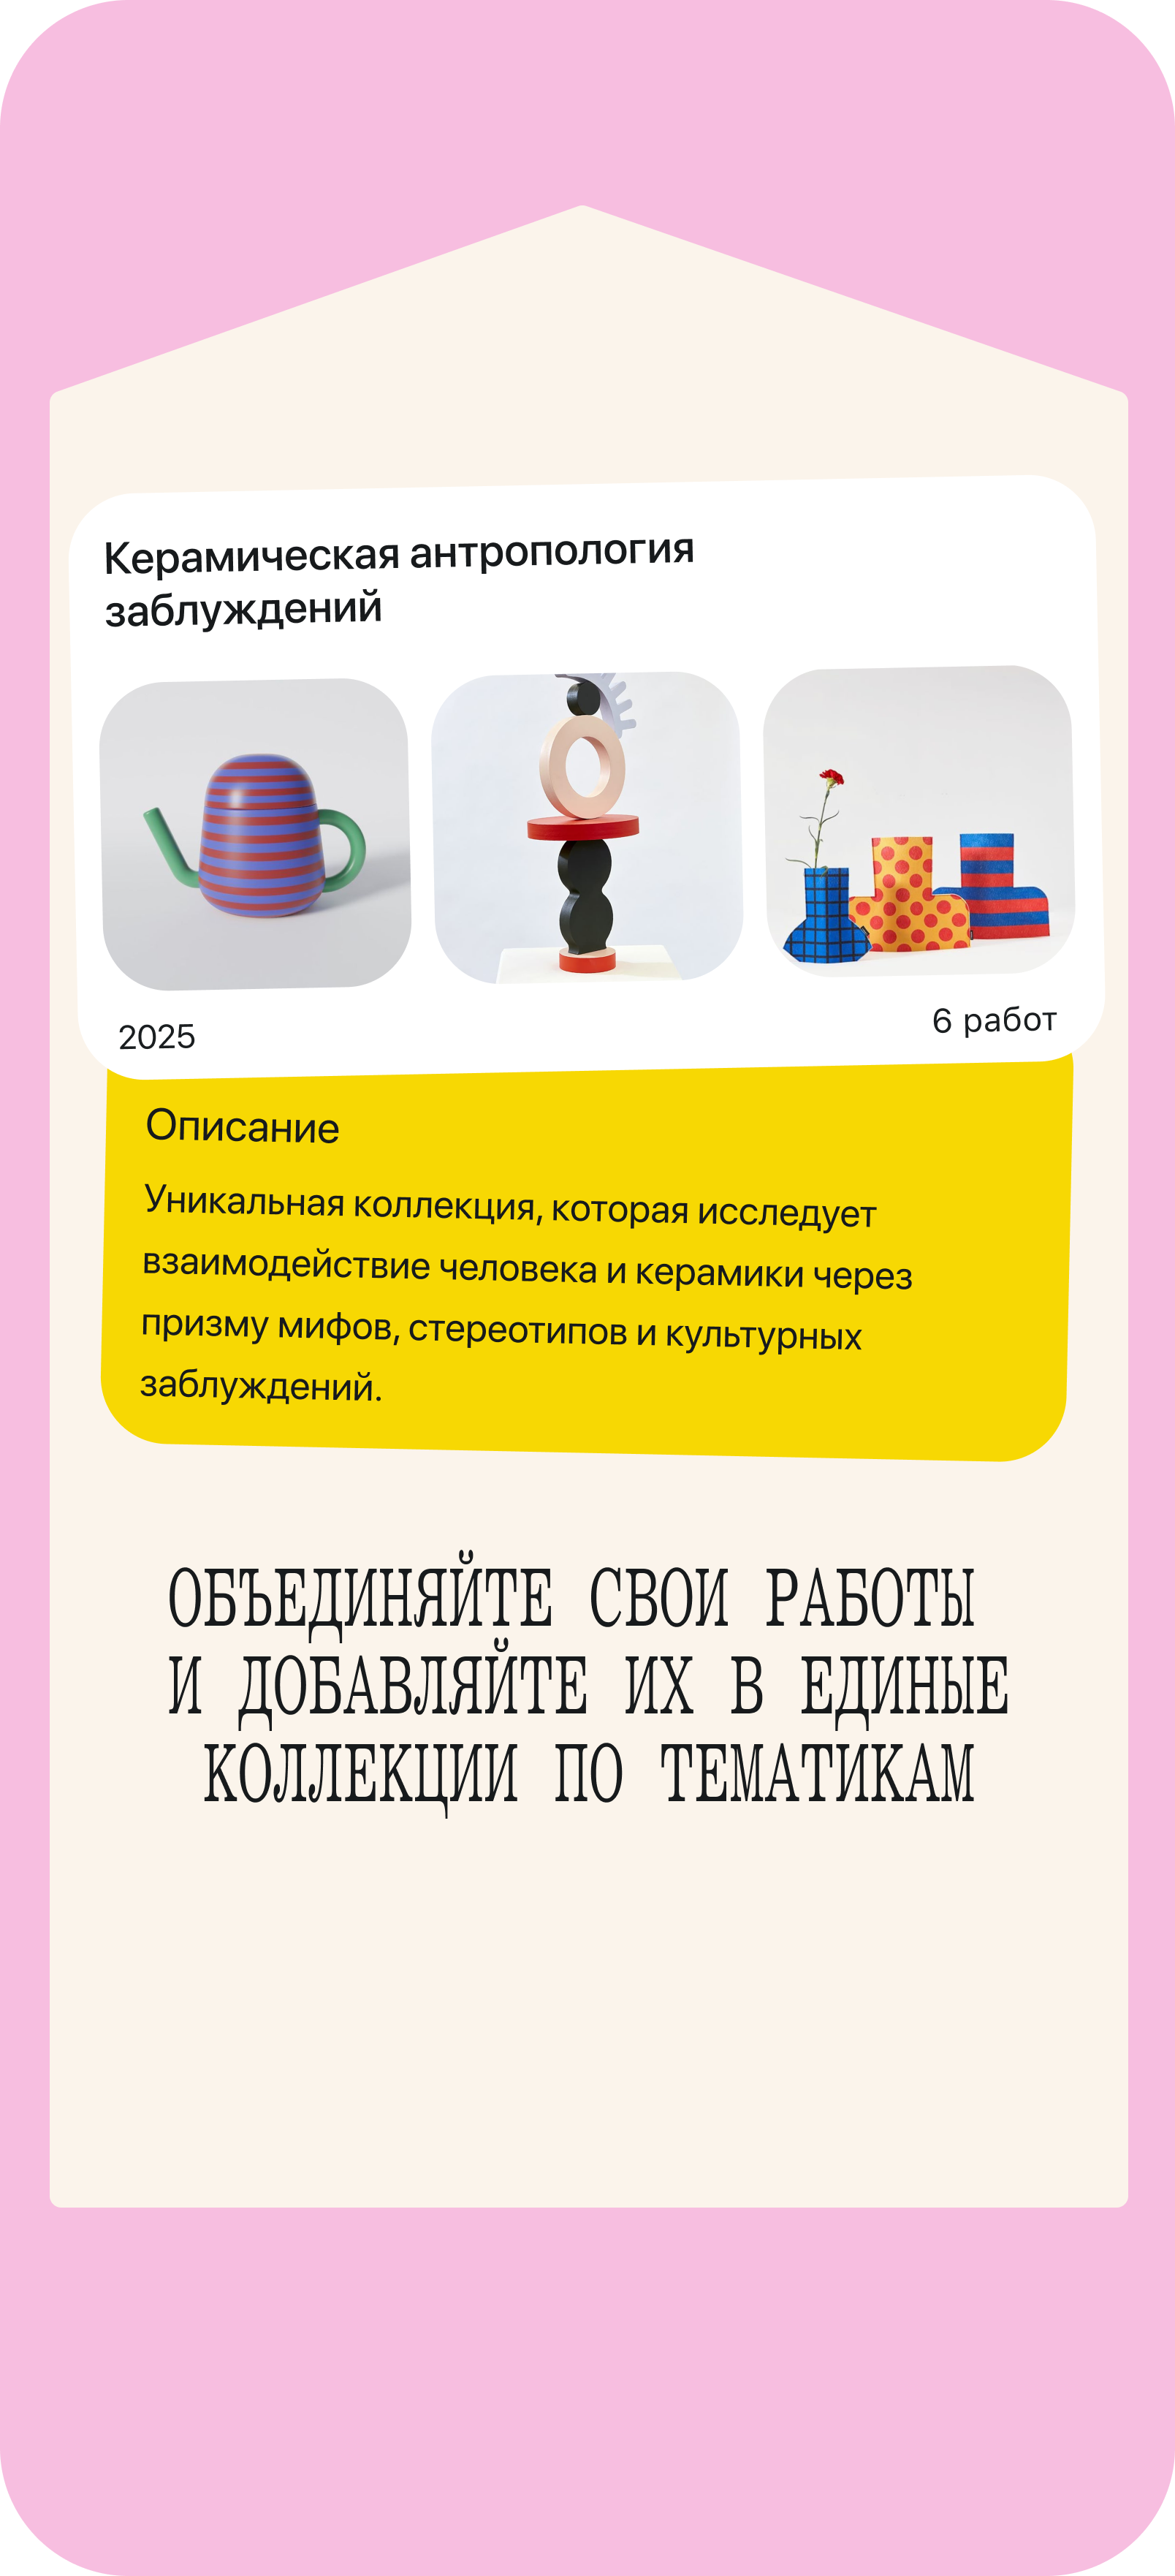 Керамическая антропология
заблуждений
2025
6 работ
Описание
Уникальная коллекция, которая исследует
взаимодействие человека и керамики через
призму мифов, стереотипов и культурных
заблуждений.
ОБЪЕДИНЯЙТЕ СВОИ РАБОТЫ
И ДОБАВЛЯЙТЕ ИХ В ЕДИНЫЕ
КОЛЛЕКЦИИ ПО ТЕМАТИКАМ